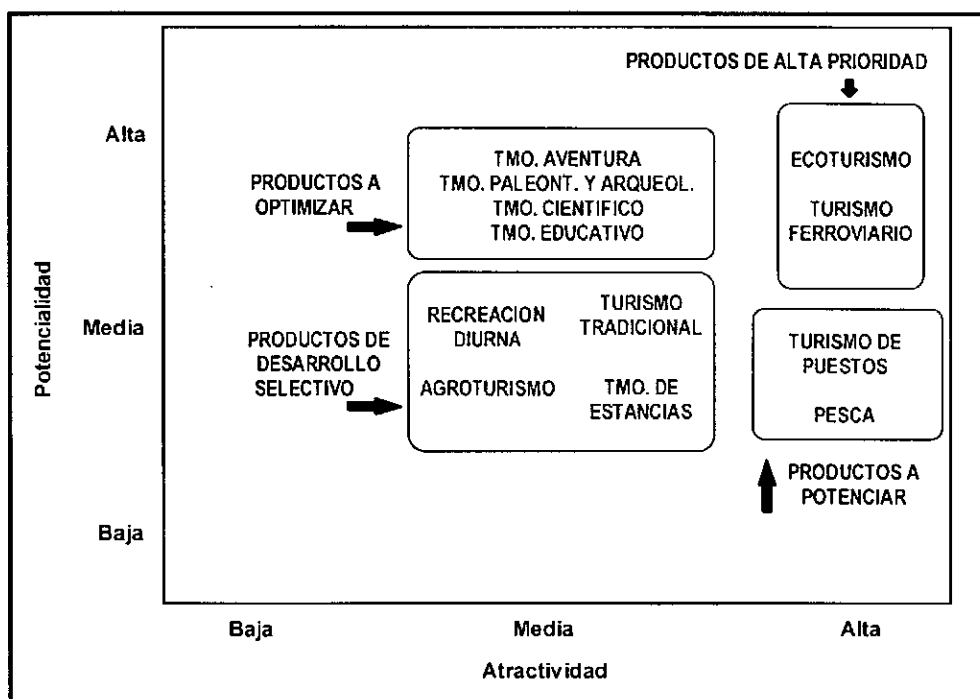 PRODUCTOS DE ALTA PRIORIDAD
Alta
TMO. AVENTURA
TMO. PALEONT. Y ARQUEOL.
TMO. CIENTIFICO
TMO. EDUCATIVO
ECOTURISMO
TURISMO
FERROVIARIO
PRODUCTOS A
OPTIMIZAR
Potencialidad
Media
RECREACION
DIURNA
TURISMO
TRADICIONAL
AGROTURISMO
TMO. DE
ESTANCIAS
PRODUCTOS DE
DESARROLLO
SELECTIVO
TURISMO DE
PUESTOS
PESCA
PRODUCTOS A
POTENCIAR
Baja
Baja
Media
Alta
Atractividad